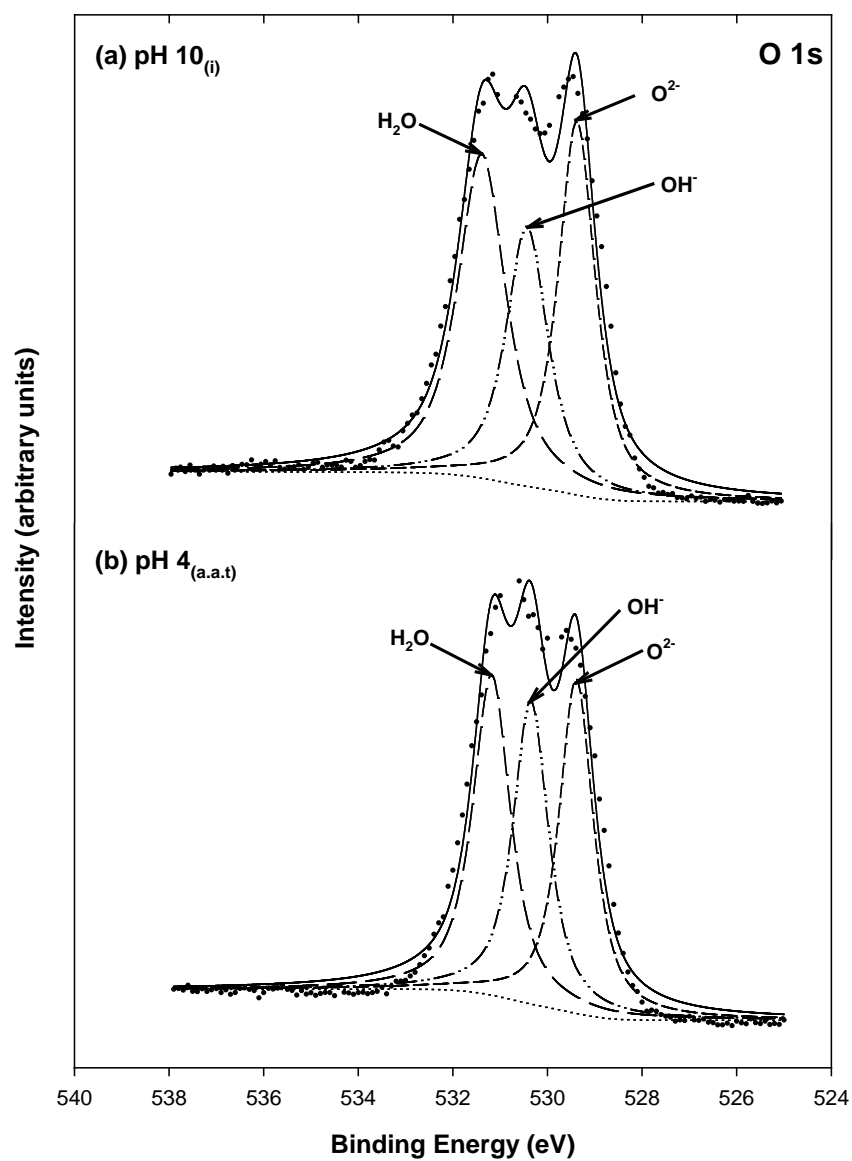 (a) pH 10(i)
O 1s
O2-
H2O
OH-
(b) pH 4(a.a.t)
OH-
H2O
O2-
Intensity (arbitrary units)
540 538 536 534 532 530 528 526 524
Binding Energy (eV)